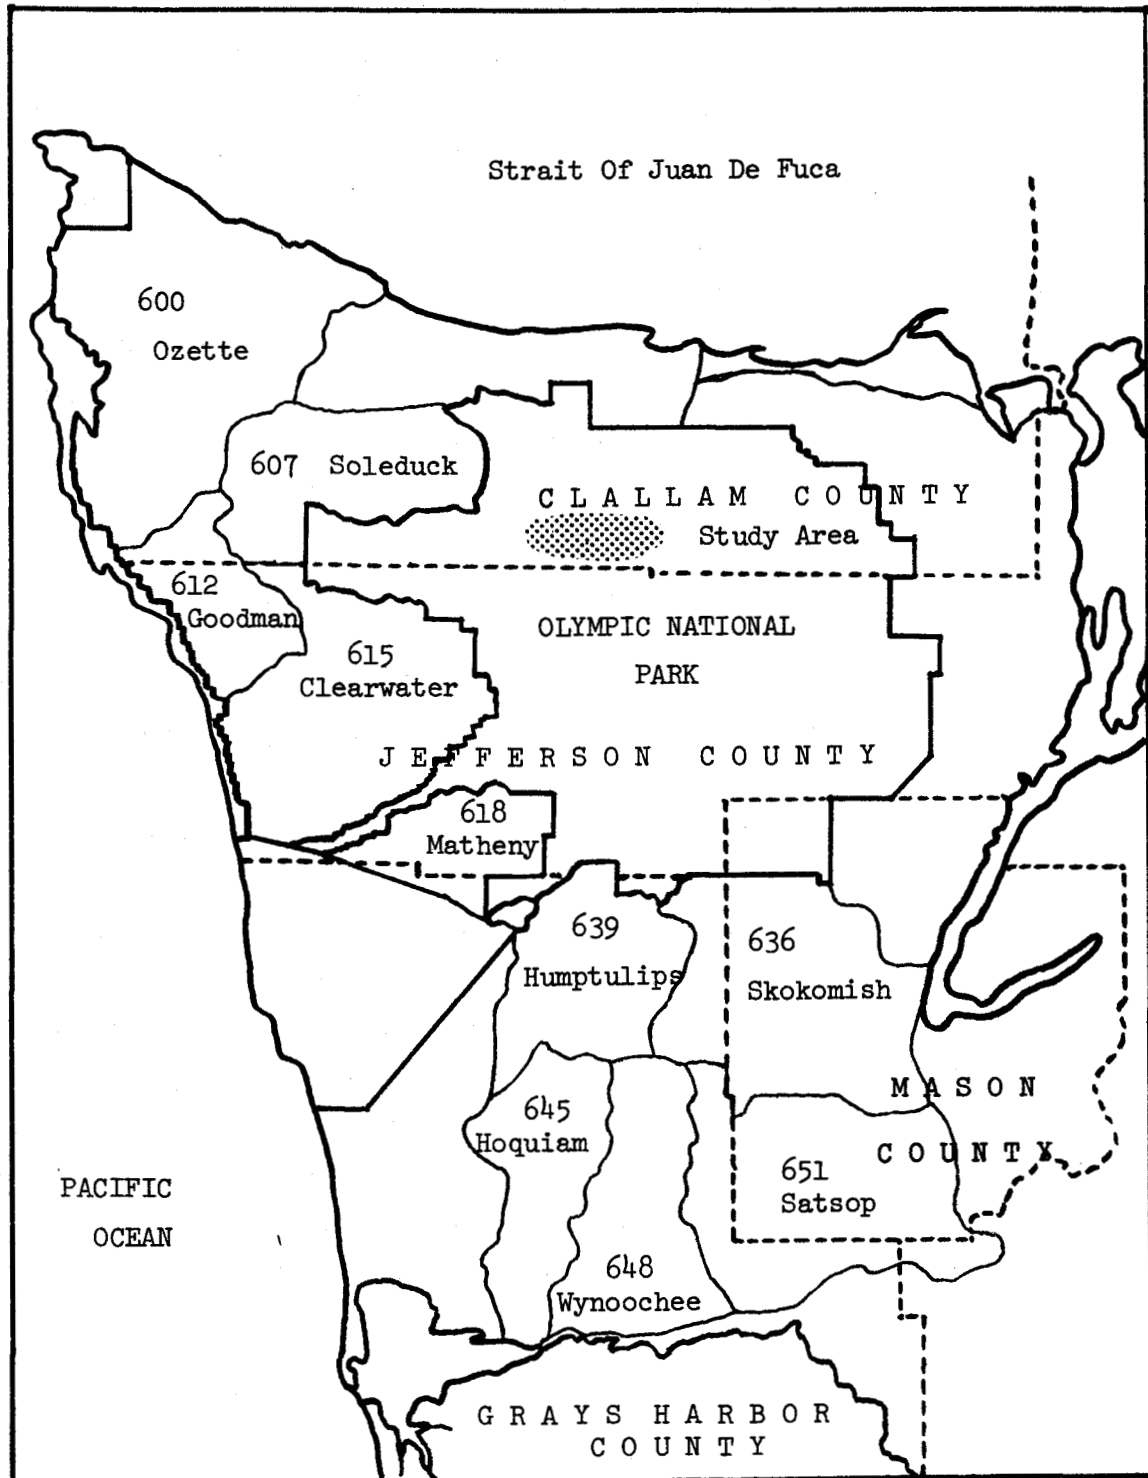 Strait Of Juan De Fuca
600
Ozette
607 Soleduck
CLALLAM COUNTY
Study Area
612
Goodman
OLYMPIC NATIONAL
PARK
615
Clearwater
JEFFERSON COUNTY
618
Matheny
639
Humptulips
636
Skokomish
MASON
COUNTY
645
Hoquiam
651
Satsop
PACIFIC
OCEAN
648
Wynoochee
GRAYS HARBOR
COUNTY